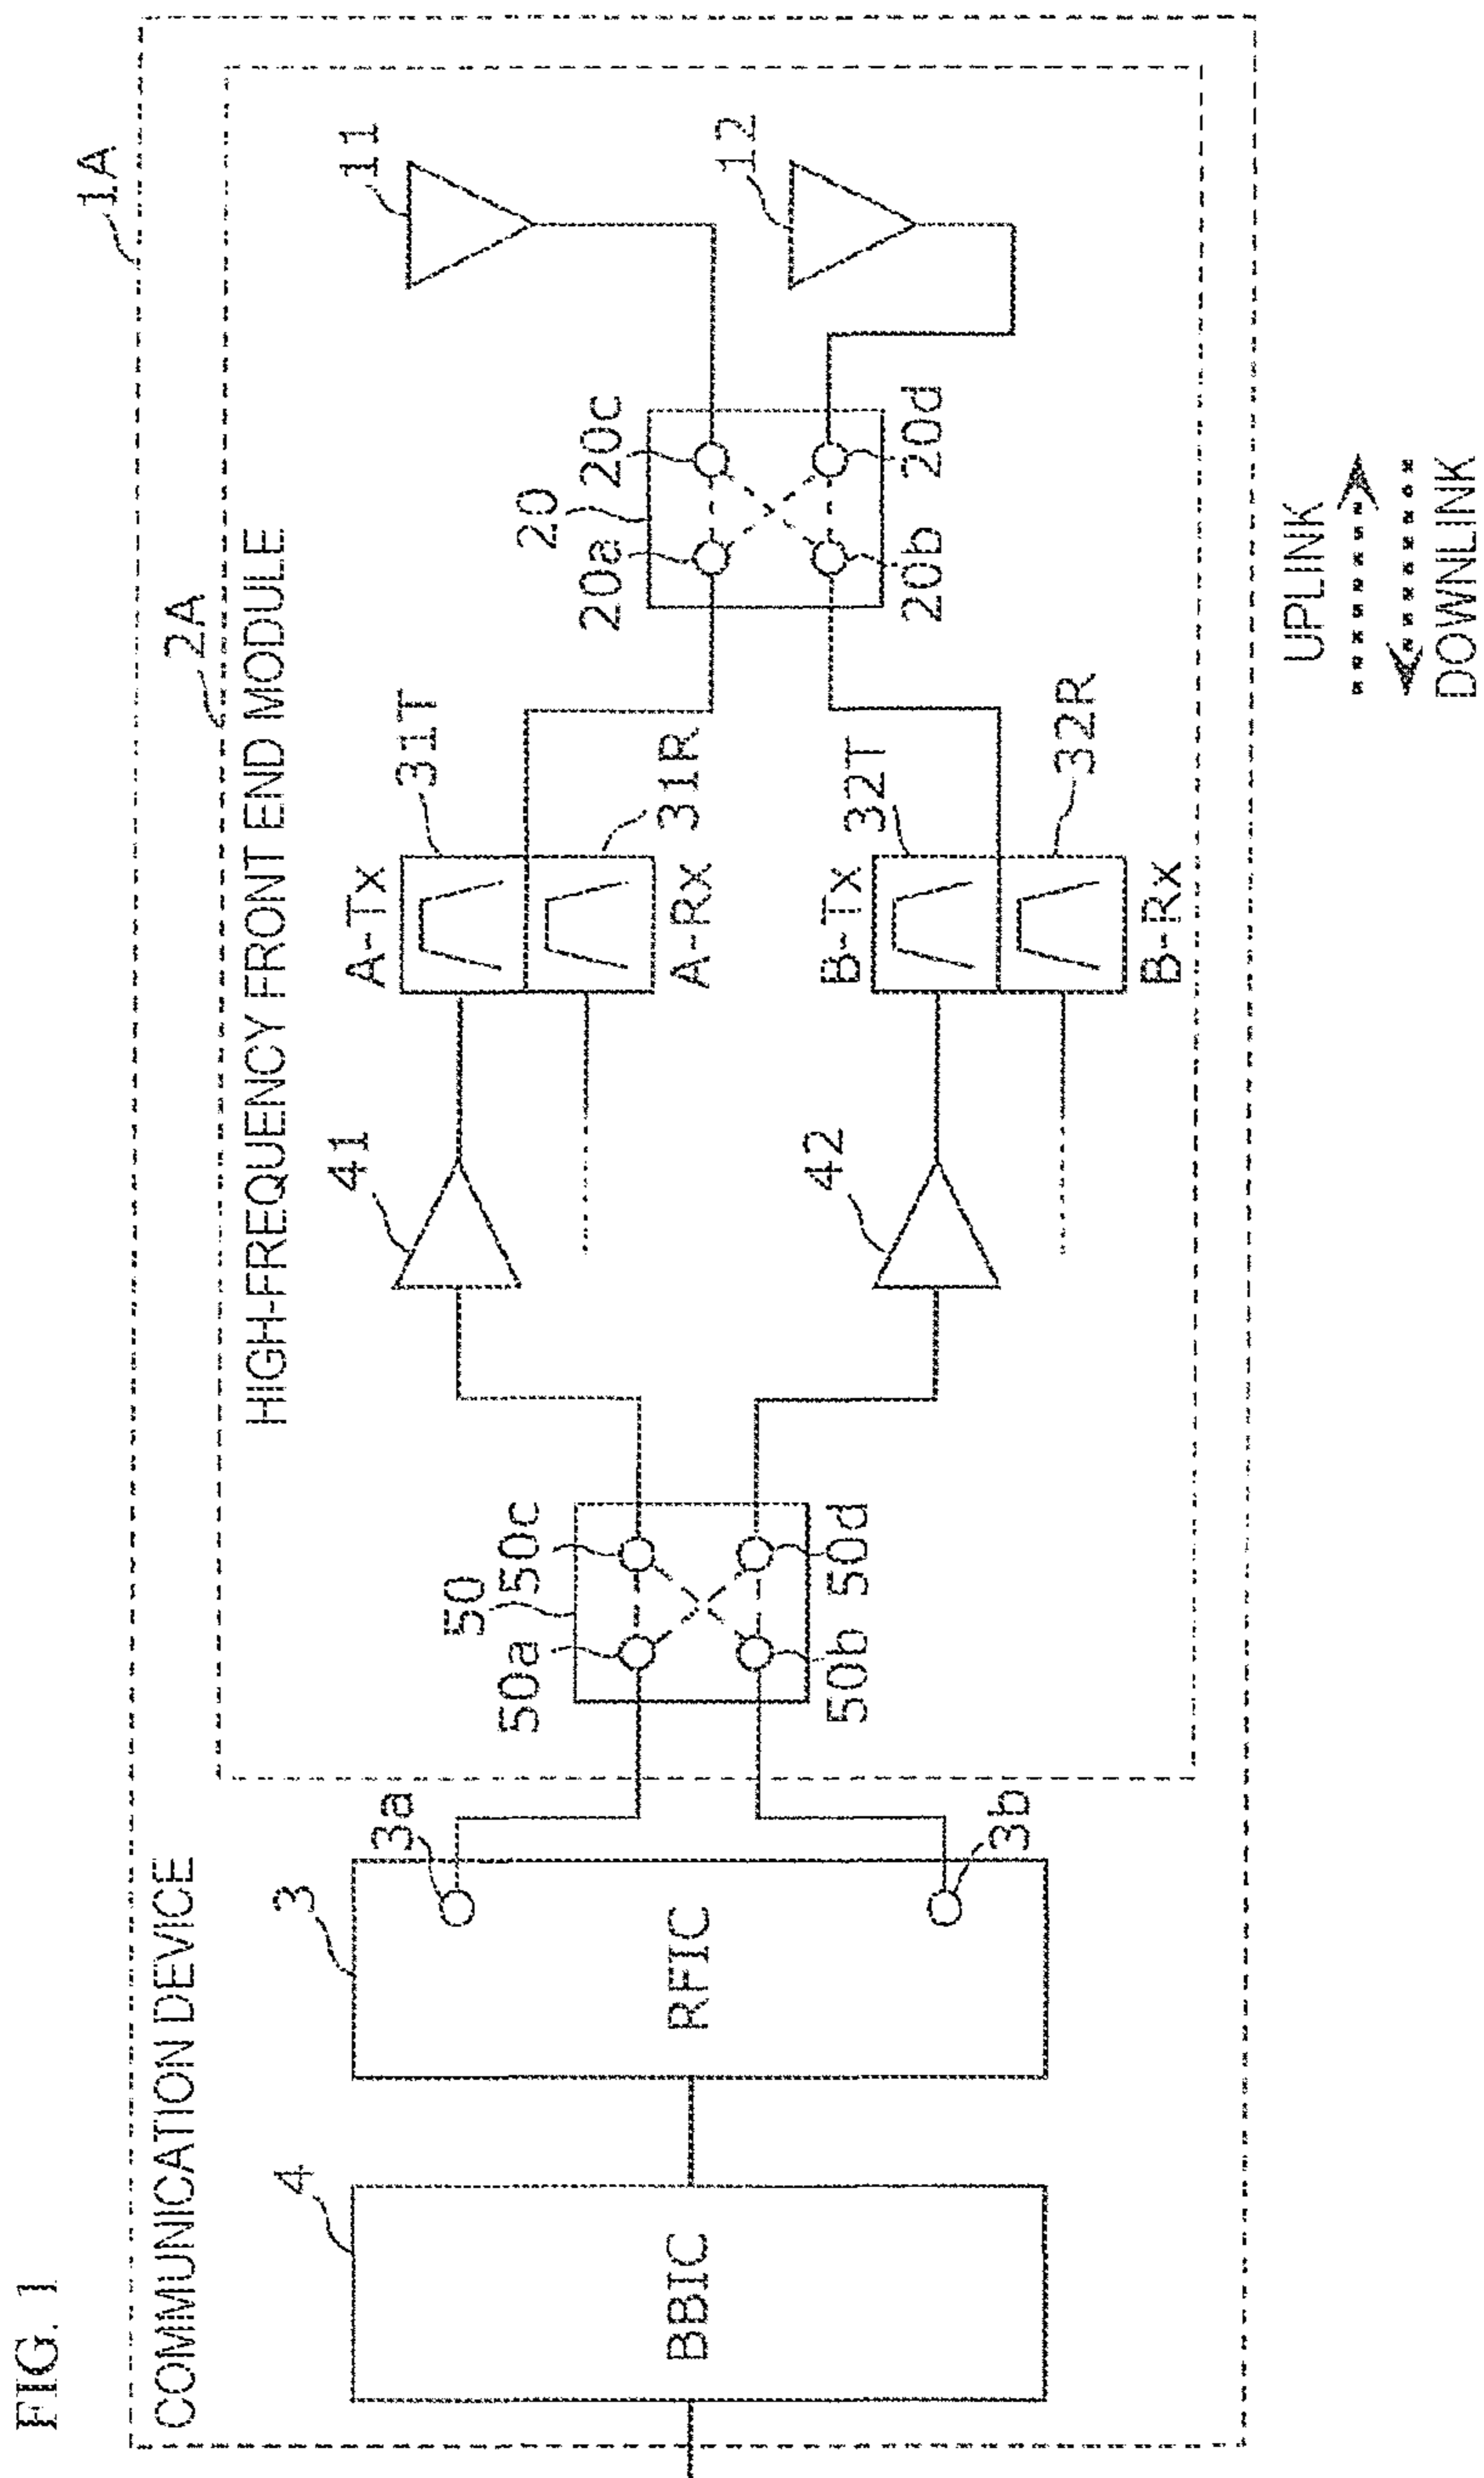 FIG. 1
1A
COMMUNICATION DEVICE
2A
HIGH-FREQUENCY FRONT END MODULE
4
BBIC
3
RFIC
3a
3b
50
50a
50c
50b
50d
41
42
A-Tx
31T
31R
A-Rx
B-Tx
32T
32R
B-Rx
20
20a
20c
20b
20d
11
12
UPLINK
DOWNLINK